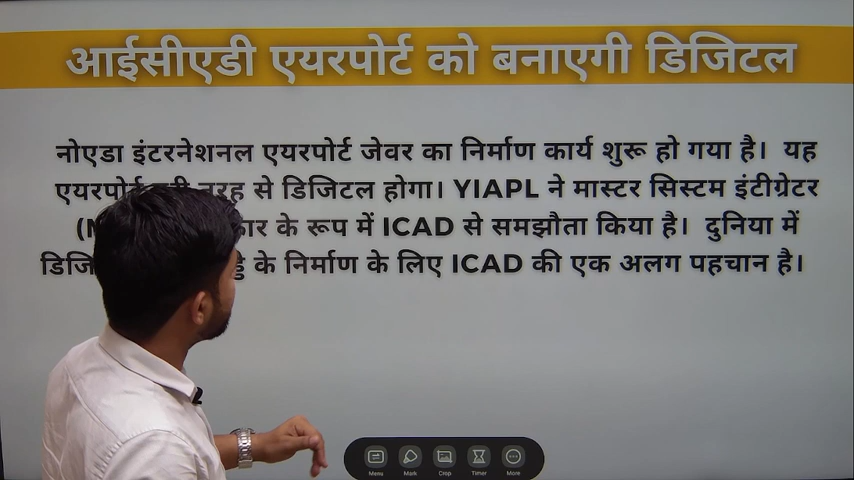 आईसीएडी एयरपोर्ट को बनाएगी डिजिटल
नोएडा इंटरनेशनल एयरपोर्ट जेवर का निर्माण कार्य शुरू हो गया है। यह
एयरपोर्ट तरह से डिजिटल होगा। YIAPL ने मास्टर सिस्टम इंटीग्रेटर
के रूप में ICAD से समझौता किया है। दुनिया में
के निर्माण के लिए ICAD की एक अलग पहचान है।
Menu Mark Crop Timer More